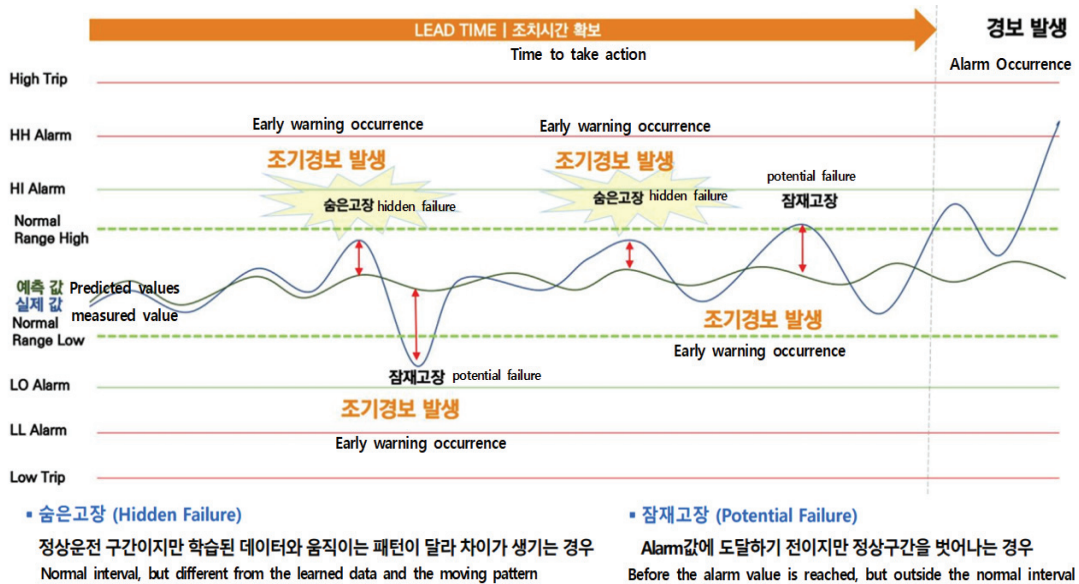 LEAD TIME | 조치시간 확보
경보 발생
Time to take action
Alarm Occurrence
High Trip
HH Alarm
Early warning occurrence
Early warning occurrence
조기경보 발생
조기경보 발생
HI Alarm
숨은고장 hidden failure
숨은고장 hidden failure
potential failure
잠재고장
Normal
Range High
예측 값 Predicted values
실제 값 measured value
Normal
Range Low
조기경보 발생
Early warning occurrence
잠재고장 potential failure
LO Alarm
조기경보 발생
LL Alarm
Early warning occurrence
Low Trip
▪ 숨은고장 (Hidden Failure)
정상운전 구간이지만 학습된 데이터와 움직이는 패턴이 달라 차이가 생기는 경우
Normal interval, but different from the learned data and the moving pattern
▪ 잠재고장 (Potential Failure)
Alarm값에 도달하기 전이지만 정상구간을 벗어나는 경우
Before the alarm value is reached, but outside the normal interval